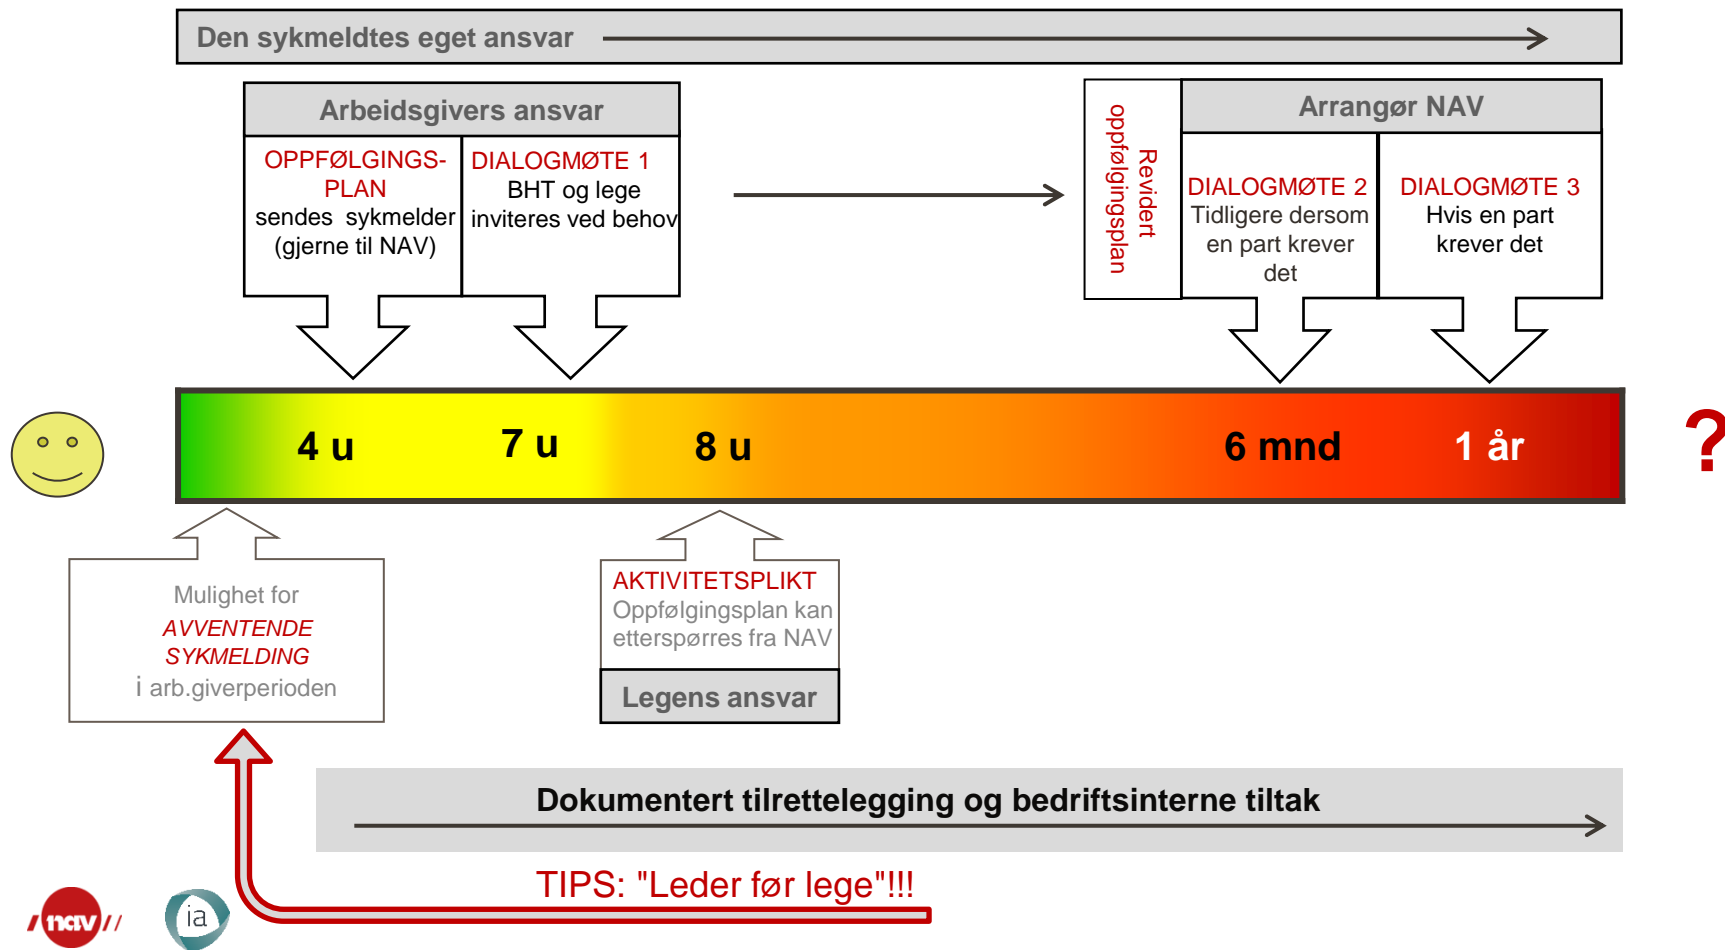 Den sykmeldtes eget ansvar
Arbeidsgivers ansvar
OPPFØLGINGS-
PLAN
sendes sykmelder
(gjerne til NAV)
DIALOGMØTE 1
BHT og lege
inviteres ved behov
Revidert
oppfølgingsplan
Arrangør NAV
DIALOGMØTE 2
Tidligere dersom
en part krever
det
DIALOGMØTE 3
Hvis en part
krever det
4 u
7 u
8 u
6 mnd
1 år
?
Mulighet for
AVVENTENDE
SYKMELDING
i arb.giverperioden
AKTIVITETSPLIKT
Oppfølgingsplan kan
etterspørres fra NAV
Legens ansvar
Dokumentert tilrettelegging og bedriftsinterne tiltak
TIPS: "Leder før lege"!!!
nav
ia